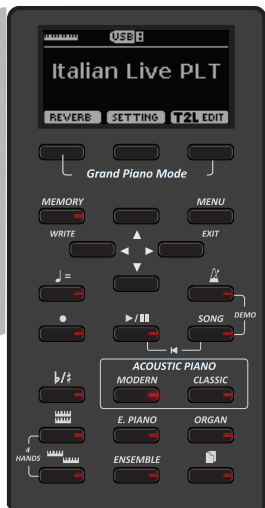 USB
Italian Live PLT
REVERB SETTING T2L EDIT
Grand Piano Mode
MEMORY MENU
WRITE EXIT
♩ =
DEMO
SONG
ACOUSTIC PIANO
♭/♯ MODERN CLASSIC
E. PIANO ORGAN
4
HANDS
ENSEMBLE